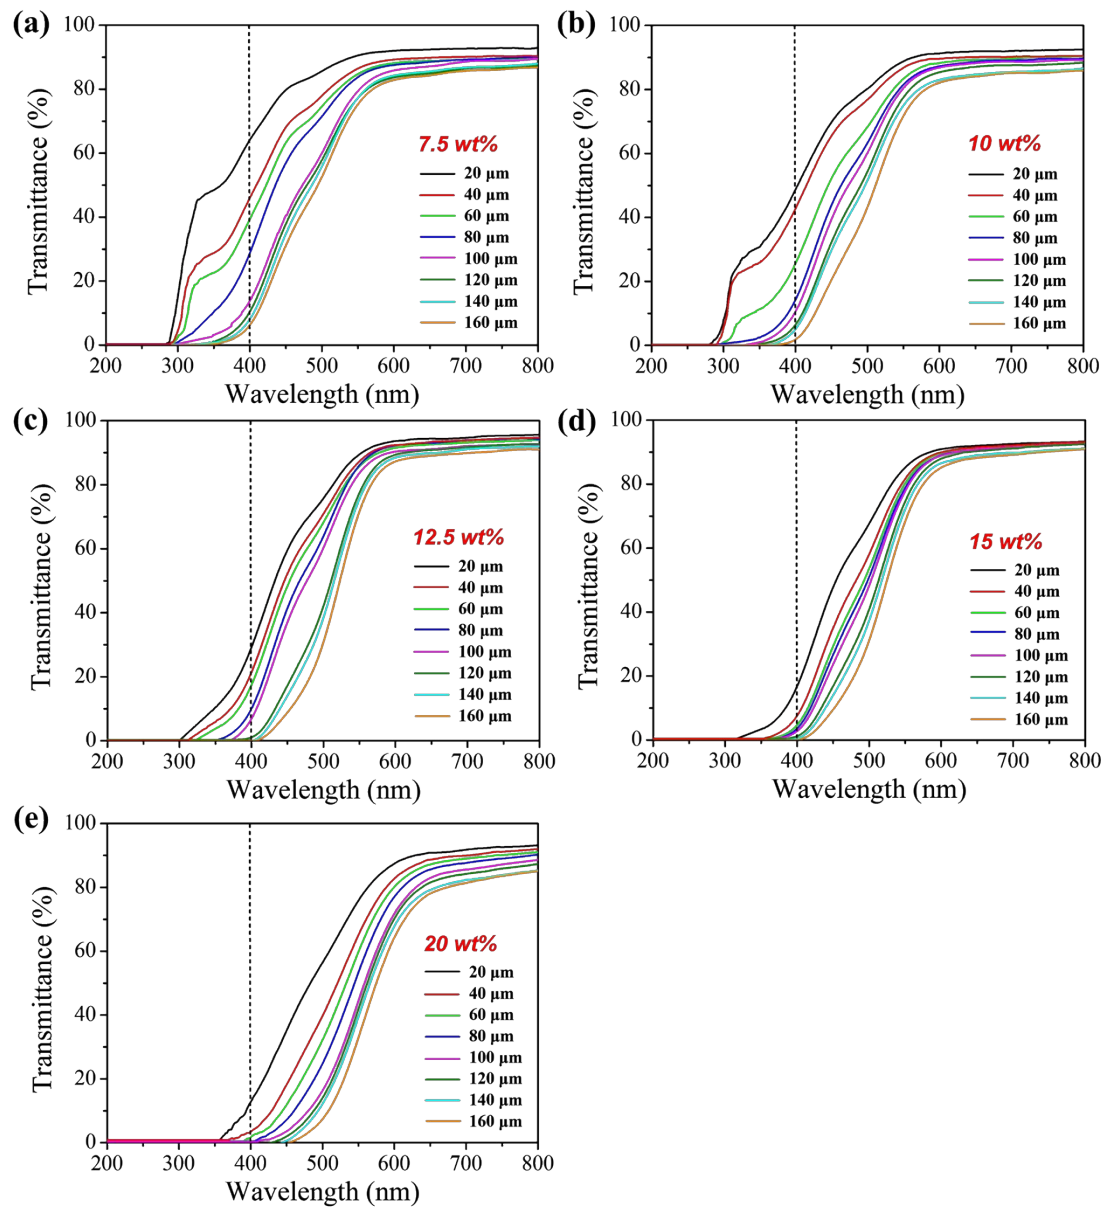 (a)
100
80
60
40
20
0
Transmittance (%)
7.5 wt%
20 µm
40 µm
60 µm
80 µm
100 µm
120 µm
140 µm
160 µm
200 300 400 500 600 700 800
Wavelength (nm)
(b)
100
80
60
40
20
0
Transmittance (%)
10 wt%
20 µm
40 µm
60 µm
80 µm
100 µm
120 µm
140 µm
160 µm
200 300 400 500 600 700 800
Wavelength (nm)
(c)
100
80
60
40
20
0
Transmittance (%)
12.5 wt%
20 µm
40 µm
60 µm
80 µm
100 µm
120 µm
140 µm
160 µm
200 300 400 500 600 700 800
Wavelength (nm)
(d)
100
80
60
40
20
0
Transmittance (%)
15 wt%
20 µm
40 µm
60 µm
80 µm
100 µm
120 µm
140 µm
160 µm
200 300 400 500 600 700 800
Wavelength (nm)
(e)
100
80
60
40
20
0
Transmittance (%)
20 wt%
20 µm
40 µm
60 µm
80 µm
100 µm
120 µm
140 µm
160 µm
200 300 400 500 600 700 800
Wavelength (nm)